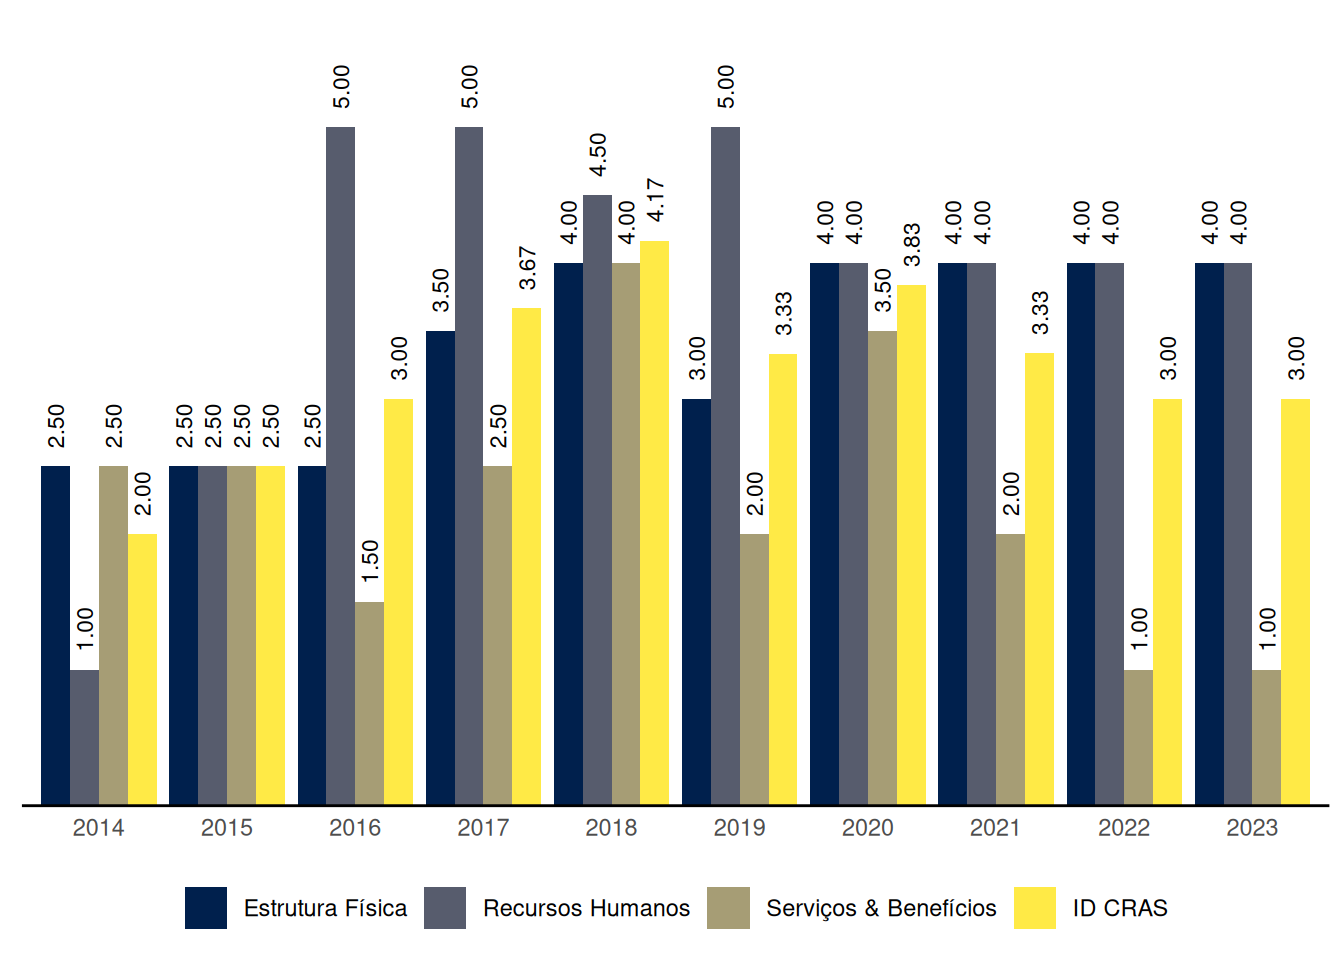 2.50 1.00 2.50 2.00
2.50 2.50 2.50 2.50
2.50 5.00 1.50 3.00
3.50 5.00 2.50 3.67
4.00 4.50 4.00 4.17
3.00 5.00 2.00 3.33
4.00 4.00 3.50 3.83
4.00 4.00 2.00 3.33
4.00 4.00 1.00 3.00
4.00 4.00 1.00 3.00
2014 2015 2016 2017 2018 2019 2020 2021 2022 2023
Estrutura Física Recursos Humanos Serviços & Benefícios ID CRAS